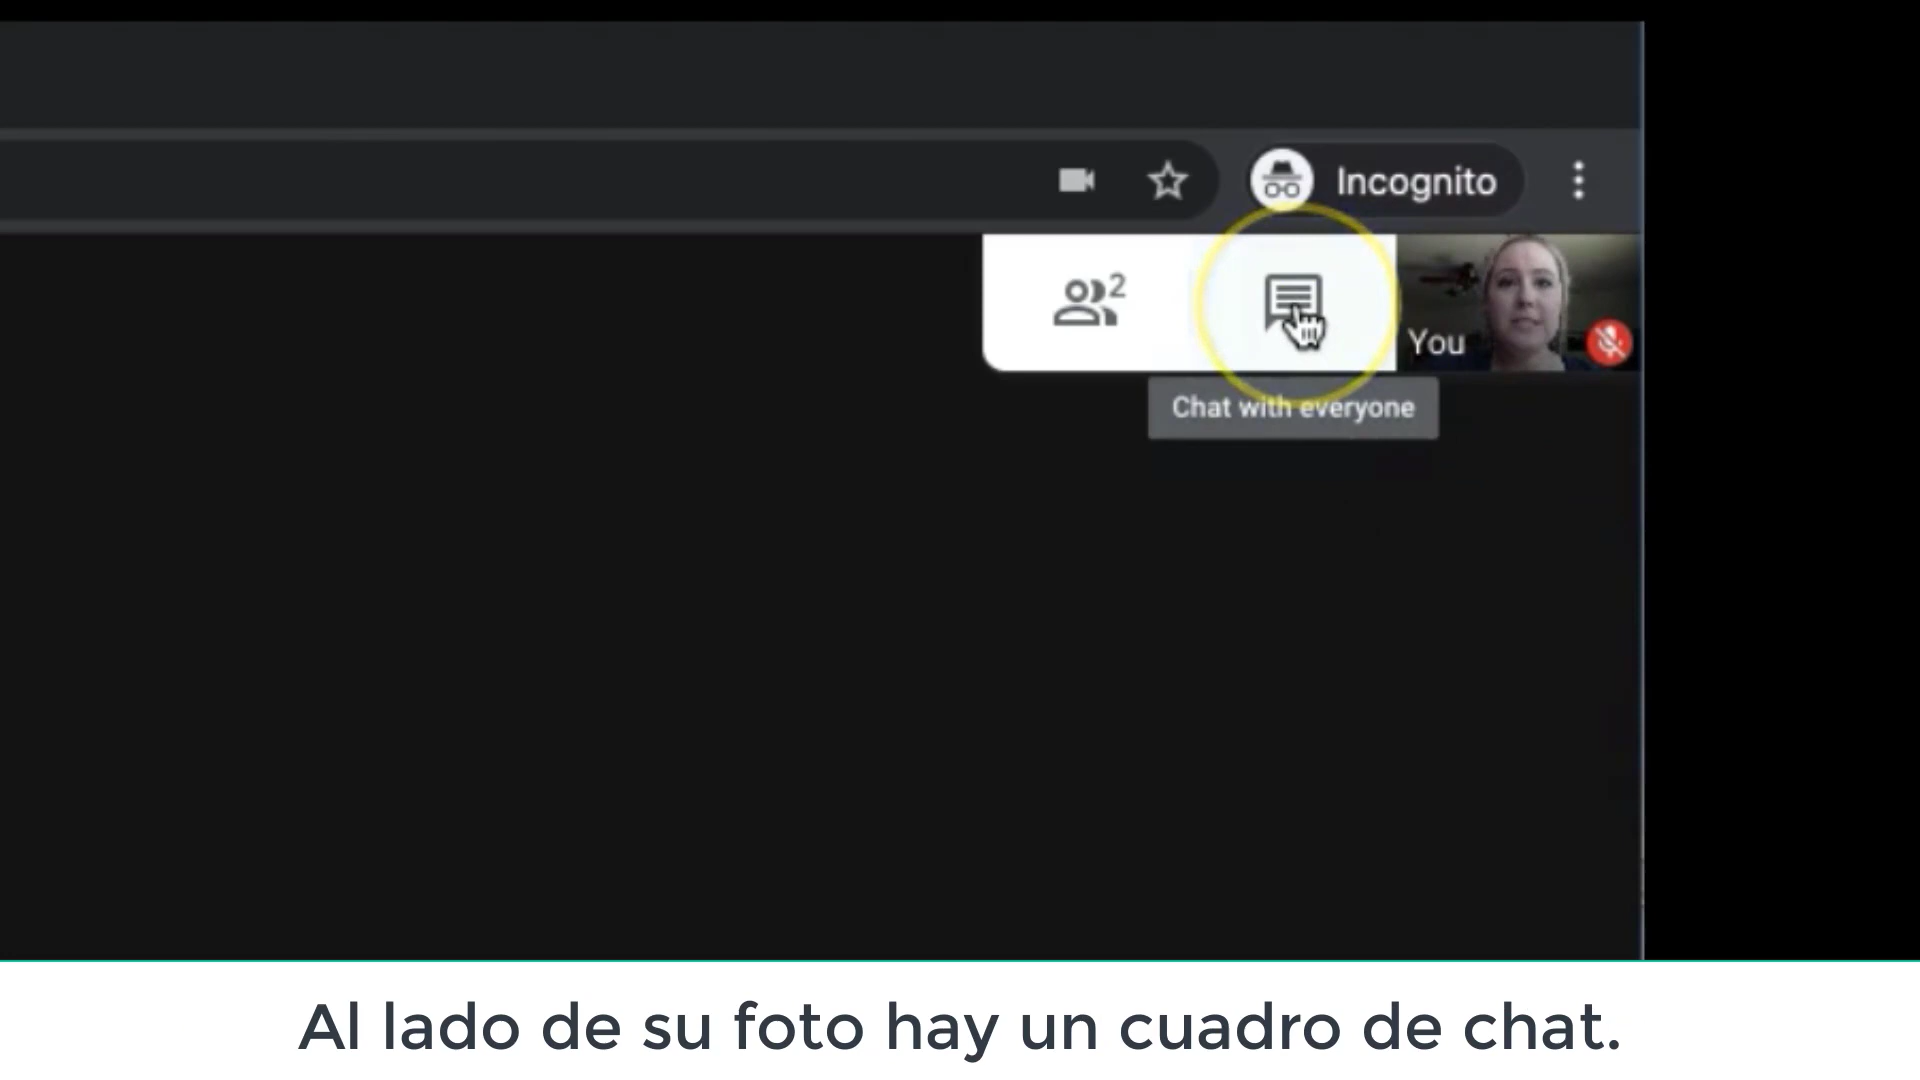 Incognito
2
You
Chat with everyone
Al lado de su foto hay un cuadro de chat.